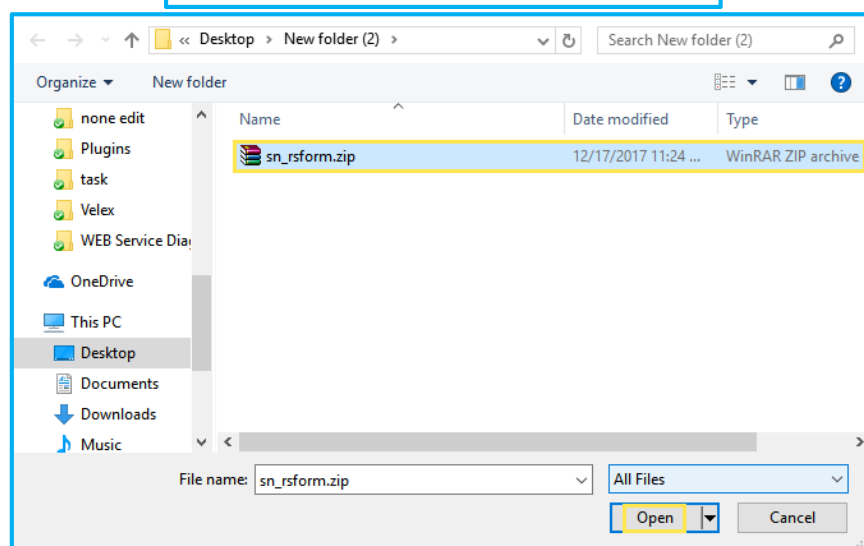 « Desktop > New folder (2) >
Search New folder (2)
Organize
New folder
?
none edit
Plugins
task
Velex
WEB Service Dia
OneDrive
This PC
Desktop
Documents
Downloads
Music
Name
Date modified
Type
sn_rsform.zip
12/17/2017 11:24 ...
WinRAR ZIP archive
File name:
sn_rsform.zip
All Files
Open
Cancel